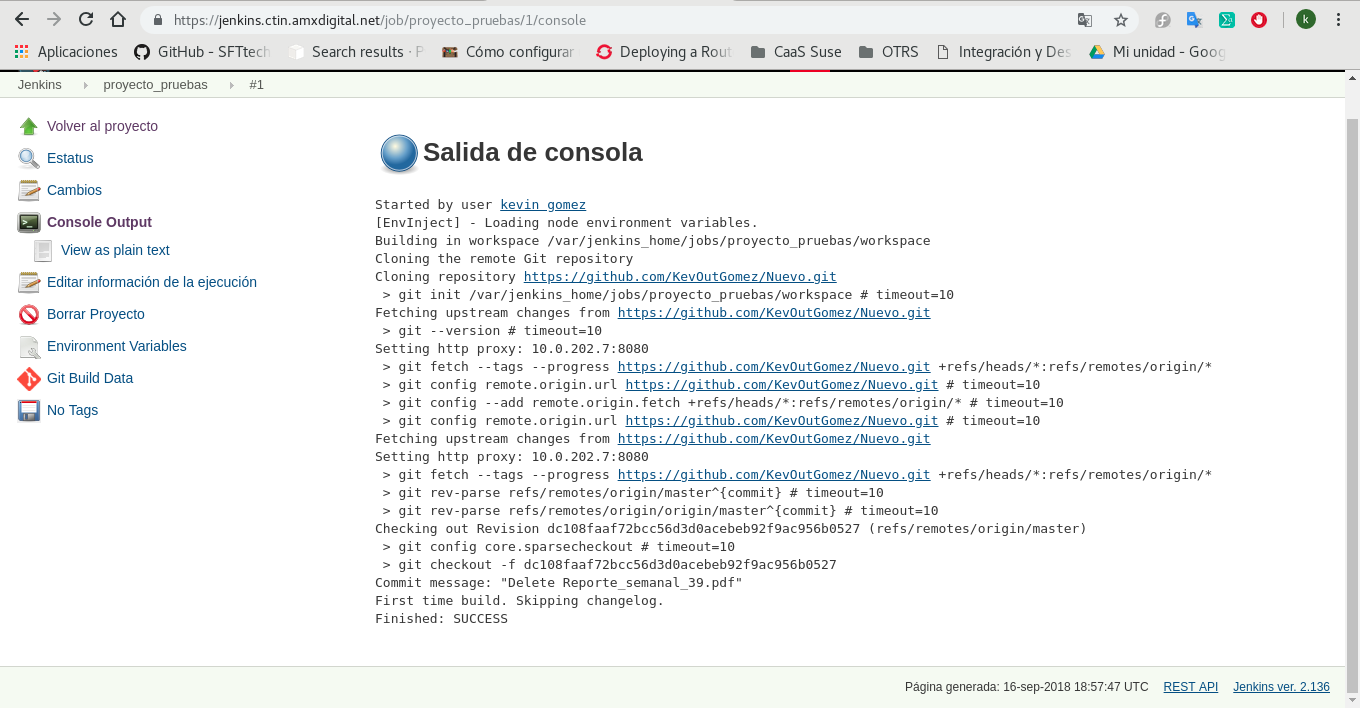 https://jenkins.ctin.amxdigital.net/job/proyecto_pruebas/1/console
k
Aplicaciones
GitHub - SFTtech
Search results ·
Cómo configurar
Deploying a Rout
CaaS Suse
OTRS
Integración y Des
Mi unidad - Goog
Jenkins
proyecto_pruebas
#1
Volver al proyecto
Estatus
Cambios
Console Output
View as plain text
Editar información de la ejecución
Borrar Proyecto
Environment Variables
Git Build Data
No Tags
Salida de consola
Started by user kevin gomez
[EnvInject] - Loading node environment variables.
Building in workspace /var/jenkins_home/jobs/proyecto_pruebas/workspace
Cloning the remote Git repository
Cloning repository https://github.com/KevOutGomez/Nuevo.git
> git init /var/jenkins_home/jobs/proyecto_pruebas/workspace # timeout=10
Fetching upstream changes from https://github.com/KevOutGomez/Nuevo.git
> git --version # timeout=10
Setting http proxy: 10.0.202.7:8080
> git fetch --tags --progress https://github.com/KevOutGomez/Nuevo.git +refs/heads/*:refs/remotes/origin/*
> git config remote.origin.url https://github.com/KevOutGomez/Nuevo.git # timeout=10
> git config --add remote.origin.fetch +refs/heads/*:refs/remotes/origin/* # timeout=10
> git config remote.origin.url https://github.com/KevOutGomez/Nuevo.git # timeout=10
Fetching upstream changes from https://github.com/KevOutGomez/Nuevo.git
Setting http proxy: 10.0.202.7:8080
> git fetch --tags --progress https://github.com/KevOutGomez/Nuevo.git +refs/heads/*:refs/remotes/origin/*
> git rev-parse refs/remotes/origin/master^{commit} # timeout=10
> git rev-parse refs/remotes/origin/origin/master^{commit} # timeout=10
Checking out Revision dc108faaf72bcc56d3d0acebeb92f9ac956b0527 (refs/remotes/origin/master)
> git config core.sparsecheckout # timeout=10
> git checkout -f dc108faaf72bcc56d3d0acebeb92f9ac956b0527
Commit message: "Delete Reporte_semanal_39.pdf"
First time build. Skipping changelog.
Finished: SUCCESS
Página generada: 16-sep-2018 18:57:47 UTC
REST API
Jenkins ver. 2.136